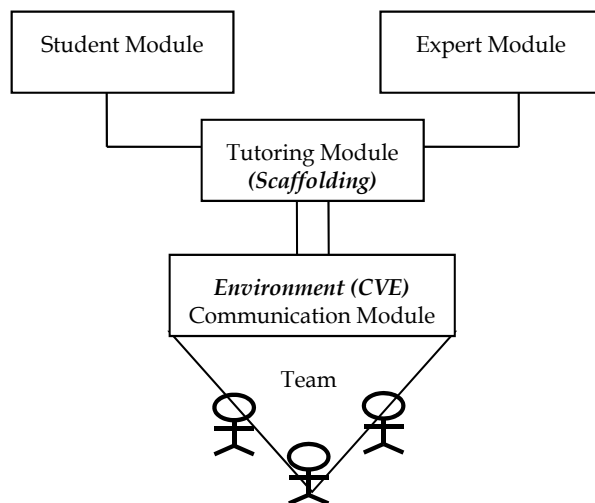 Student Module
Expert Module
Tutoring Module
(Scaffolding)
Environment (CVE)
Communication Module
Team